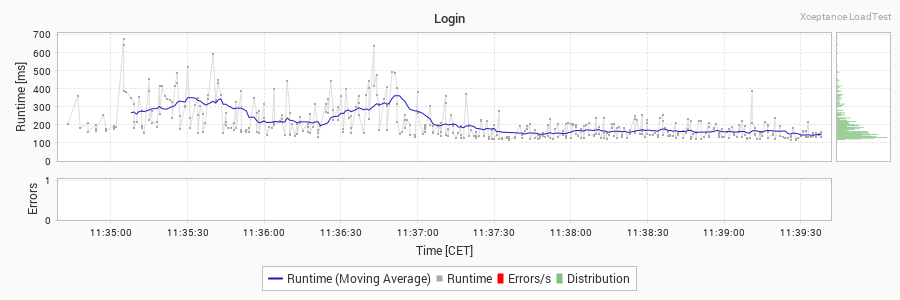 Login
Xceptance LoadTest
Runtime [ms]
700
600
500
400
300
200
100
0
Errors
1
0
11:35:00 11:35:30 11:36:00 11:36:30 11:37:00 11:37:30 11:38:00 11:38:30 11:39:00 11:39:30
Time [CET]
Runtime (Moving Average) Runtime Errors/s Distribution